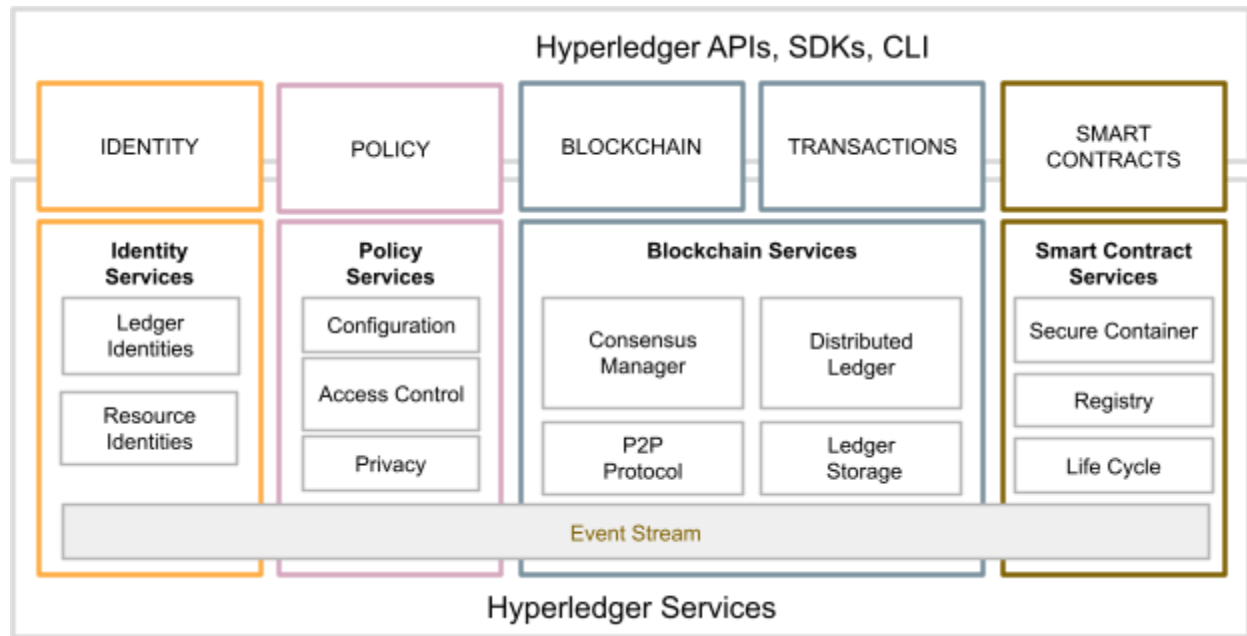 Hyperledger APIs, SDKs, CLI
IDENTITY
POLICY
BLOCKCHAIN
TRANSACTIONS
SMART
CONTRACTS
Identity
Services
Ledger
Identities
Resource
Identities
Policy
Services
Configuration
Access Control
Privacy
Blockchain Services
Consensus
Manager
Distributed
Ledger
P2P
Protocol
Ledger
Storage
Smart Contract
Services
Secure Container
Registry
Life Cycle
Event Stream
Hyperledger Services